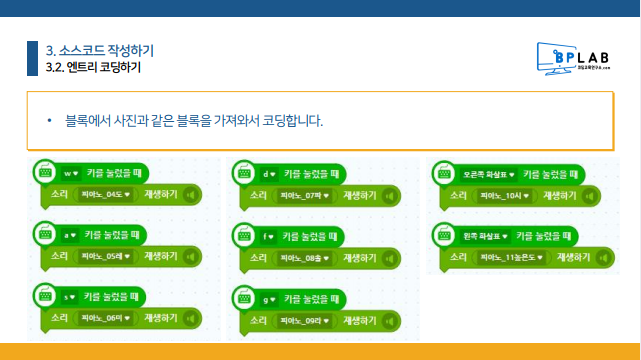 3. 소스코드 작성하기
3.2. 엔트리 코딩하기
BPLAB
코딩교육연구소.com
• 블록에서 사진과 같은 블록을 가져와서 코딩합니다.
w 키를 눌렀을 때
소리 피아노_04도 재생하기
a 키를 눌렀을 때
소리 피아노_05레 재생하기
s 키를 눌렀을 때
소리 피아노_06미 재생하기
d 키를 눌렀을 때
소리 피아노_07파 재생하기
f 키를 눌렀을 때
소리 피아노_08솔 재생하기
g 키를 눌렀을 때
소리 피아노_09라 재생하기
오른쪽 화살표 키를 눌렀을 때
소리 피아노_10시 재생하기
왼쪽 화살표 키를 눌렀을 때
소리 피아노_11높은도 재생하기